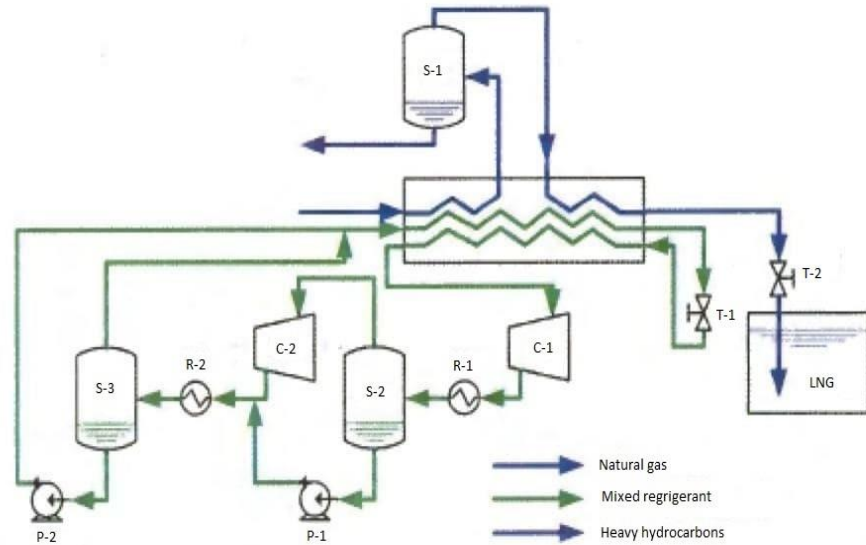 S-1
T-2
T-1
C-2
C-1
R-2
R-1
S-3
S-2
LNG
Natural gas
Mixed regrigerant
Heavy hydrocarbons
P-2
P-1